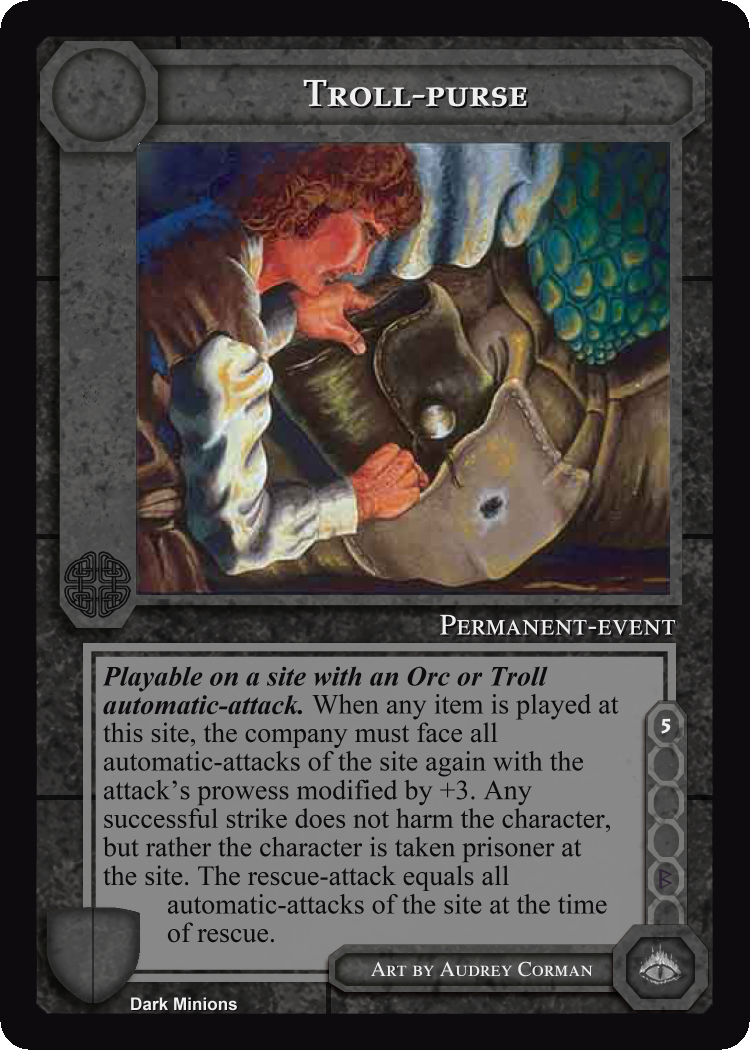 Troll-purse
Permanent-event
Playable on a site with an Orc or Troll
automatic-attack. When any item is played at
this site, the company must face all
automatic-attacks of the site again with the
attack's prowess modified by +3. Any
successful strike does not harm the character,
but rather the character is taken prisoner at
the site. The rescue-attack equals all
automatic-attacks of the site at the time
of rescue.
5
B
Art by Audrey Corman
Dark Minions